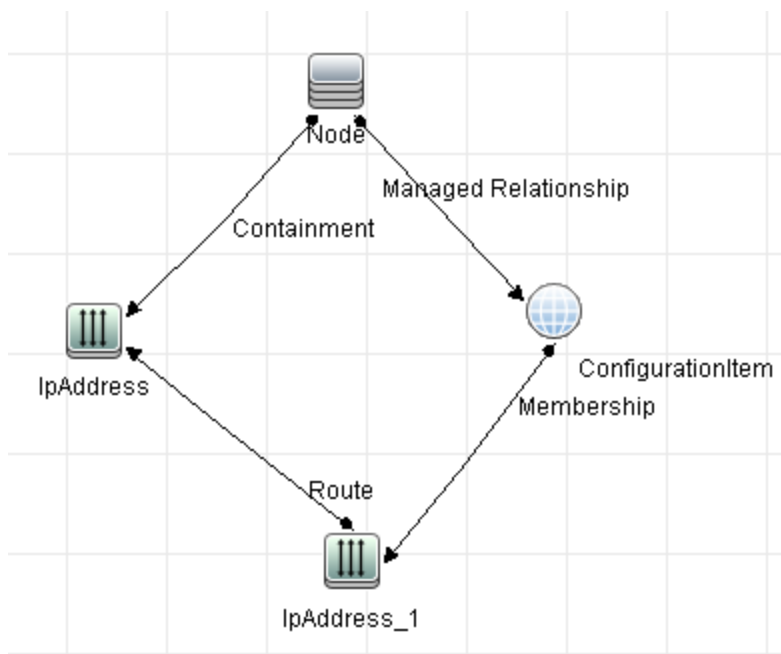 Node
Managed Relationship
Containment
ConfigurationItem
IpAddress
Membership
Route
IpAddress_1